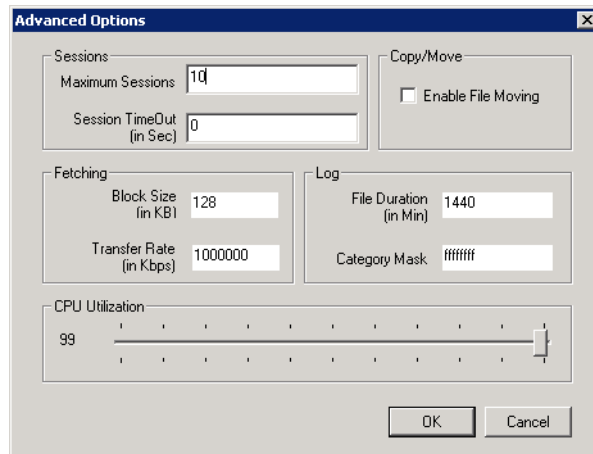 Advanced Options
Sessions
Maximum Sessions 10
Session TimeOut
(in Sec) 0
Copy/Move
Enable File Moving
Fetching
Block Size
(in KB) 128
Transfer Rate
(in Kbps) 1000000
Log
File Duration
(in Min) 1440
Category Mask ffffffff
CPU Utilization
99
OK Cancel